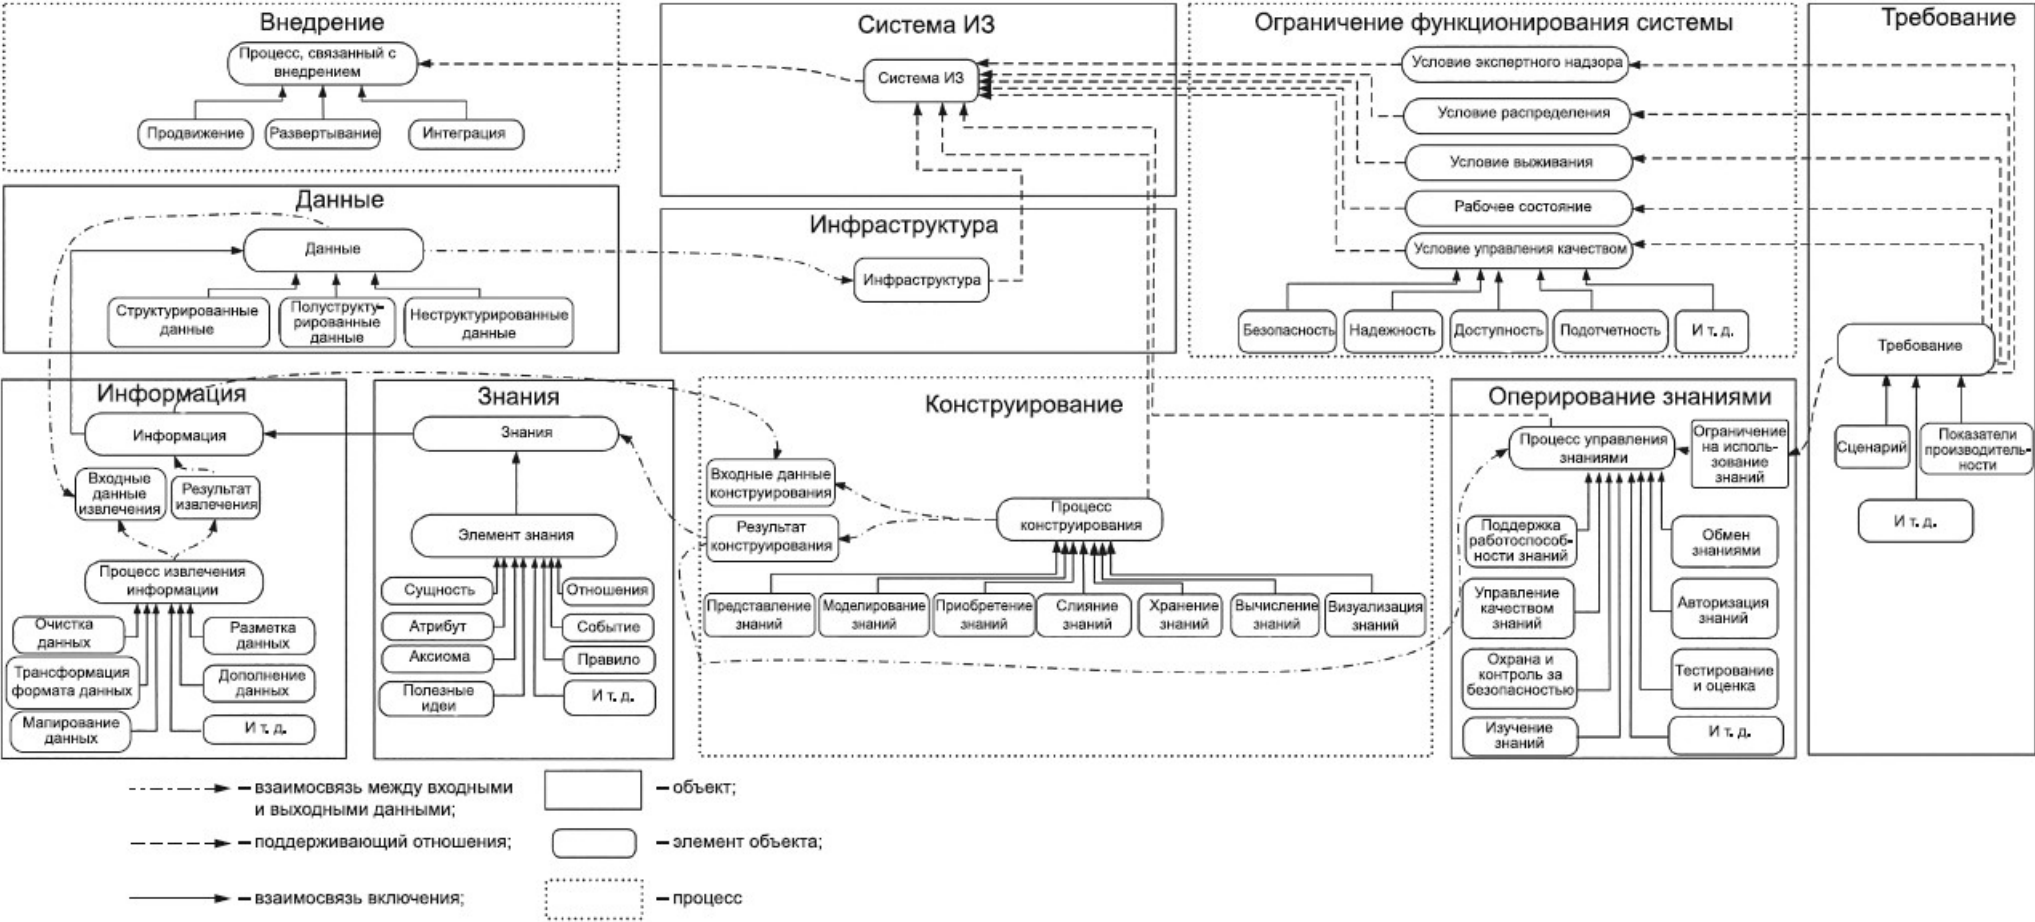 Внедрение
Процесс, связанный с
внедрением
Продвижение
Развертывание
Интеграция
Система ИЗ
Система ИЗ
Ограничение функционирования системы
Условие экспертного надзора
Условие распределения
Условие выживания
Рабочее состояние
Условие управления качеством
Безопасность
Надежность
Доступность
Подотчетность
И т. д.
Требование
Требование
Сценарий
Показатели
производитель-
ности
И т. д.
Данные
Данные
Структурированные
данные
Полуструкту-
рированные
данные
Неструктурированные
данные
Инфраструктура
Инфраструктура
Информация
Информация
Входные
данные
извлечения
Результат
извлечения
Процесс извлечения
информации
Очистка
данных
Разметка
данных
Трансформация
формата данных
Дополнение
данных
Мапирование
данных
И т. д.
Знания
Знания
Элемент знания
Сущность
Отношения
Атрибут
Событие
Аксиома
Правило
Полезные
идеи
И т. д.
Конструирование
Входные данные
конструирования
Результат
конструирования
Процесс
конструирования
Представление
знаний
Моделирование
знаний
Приобретение
знаний
Слияние
знаний
Хранение
знаний
Вычисление
знаний
Визуализация
знаний
Оперирование знаниями
Процесс управления
знаниями
Ограничение
на исполь-
зование
знаний
Поддержка
работоспособ-
ности знаний
Обмен
знаниями
Управление
качеством
знаний
Авторизация
знаний
Охрана и
контроль за
безопасностью
Тестирование
и оценка
Изучение
знаний
И т. д.
– взаимосвязь между входными
и выходными данными;
– объект;
– поддерживающий отношения;
– элемент объекта;
– взаимосвязь включения;
– процесс